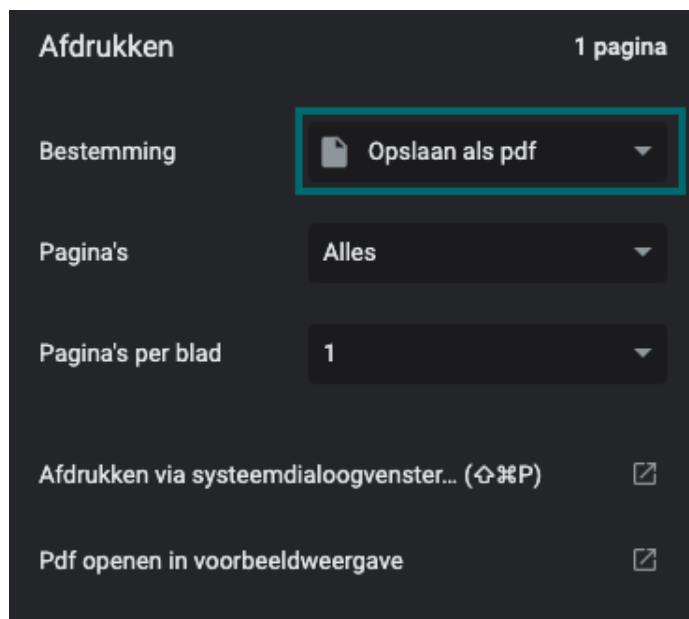 Afdrukken 1 pagina
Bestemming Opslaan als pdf
Pagina's Alles
Pagina's per blad 1
Afdrukken via systeemdialoogvenster... (⇧⌘P)
Pdf openen in voorbeeldweergave